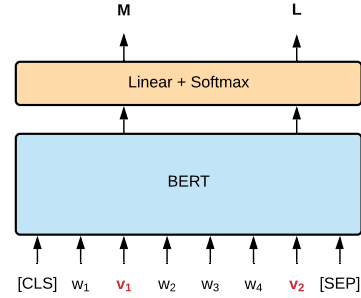 M L
Linear + Softmax
BERT
[CLS] w₁ v₁ w₂ w₃ w₄ v₂ [SEP]